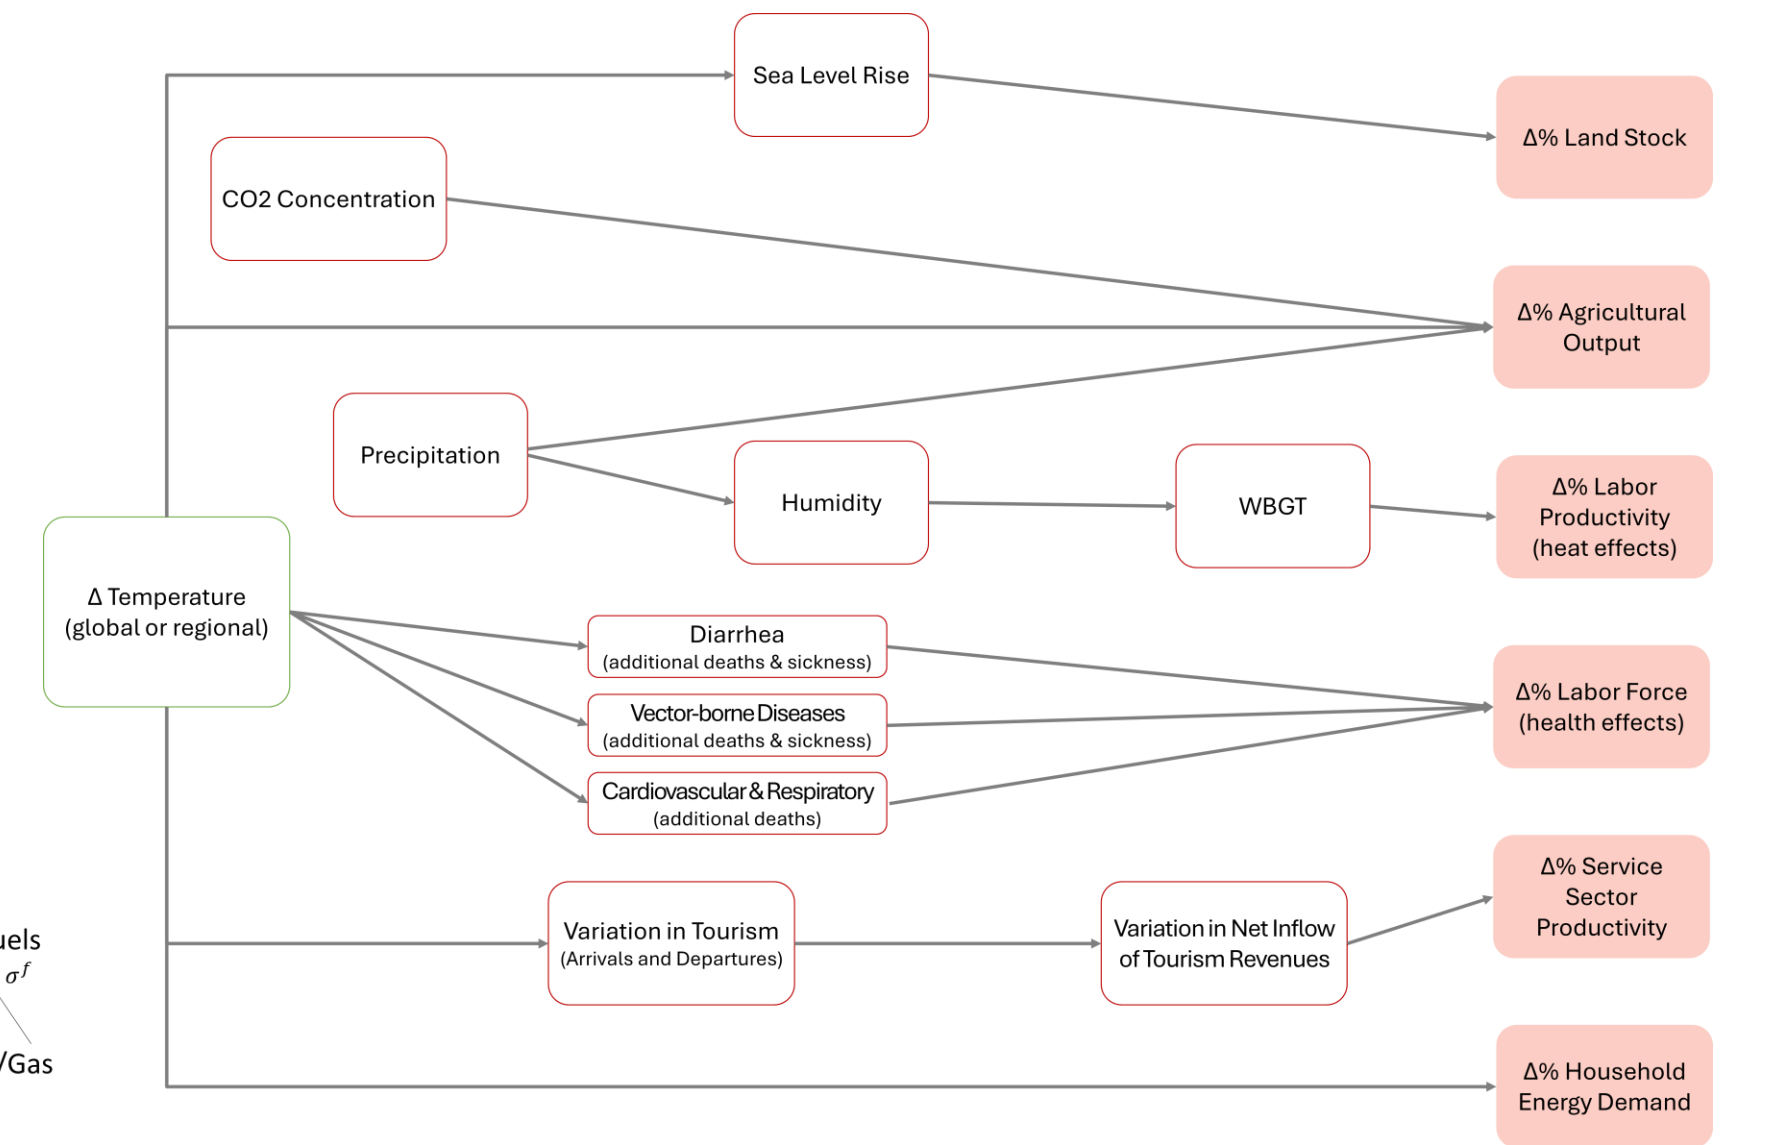 Sea Level Rise
Δ% Land Stock
CO2 Concentration
Δ% Agricultural
Output
Precipitation
Humidity
WBGT
Δ% Labor
Productivity
(heat effects)
Δ Temperature
(global or regional)
Diarrhea
(additional deaths & sickness)
Vector-borne Diseases
(additional deaths & sickness)
Cardiovascular & Respiratory
(additional deaths)
Δ% Labor Force
(health effects)
Variation in Tourism
(Arrivals and Departures)
Variation in Net Inflow
of Tourism Revenues
Δ% Service
Sector
Productivity
uels
σᶠ
/Gas
Δ% Household
Energy Demand